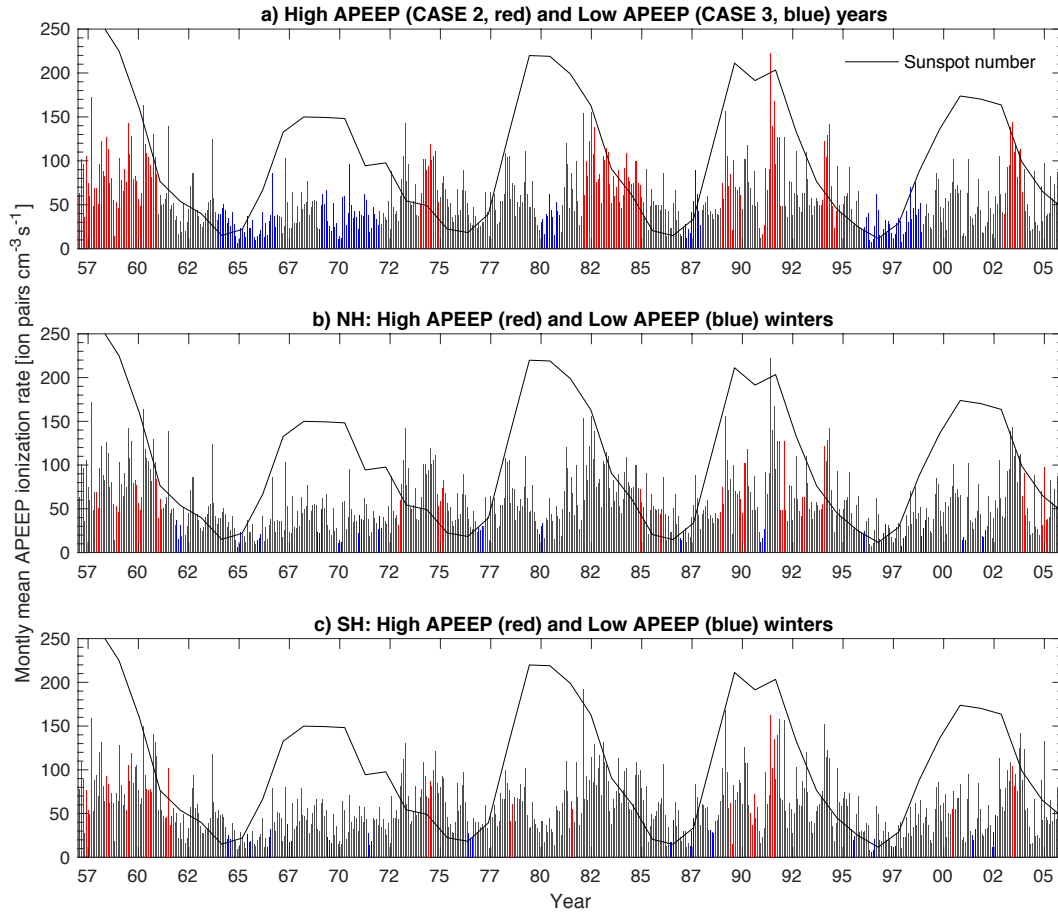 a) High APEEP (CASE 2, red) and Low APEEP (CASE 3, blue) years
250
200
150
100
50
0
Sunspot number
57 60 62 65 67 70 72 75 77 80 82 85 87 90 92 95 97 00 02 05
b) NH: High APEEP (red) and Low APEEP (blue) winters
250
200
150
100
50
0
57 60 62 65 67 70 72 75 77 80 82 85 87 90 92 95 97 00 02 05
c) SH: High APEEP (red) and Low APEEP (blue) winters
250
200
150
100
50
0
57 60 62 65 67 70 72 75 77 80 82 85 87 90 92 95 97 00 02 05
Year
Montly mean APEEP ionization rate [ion pairs cm⁻³ s⁻¹]